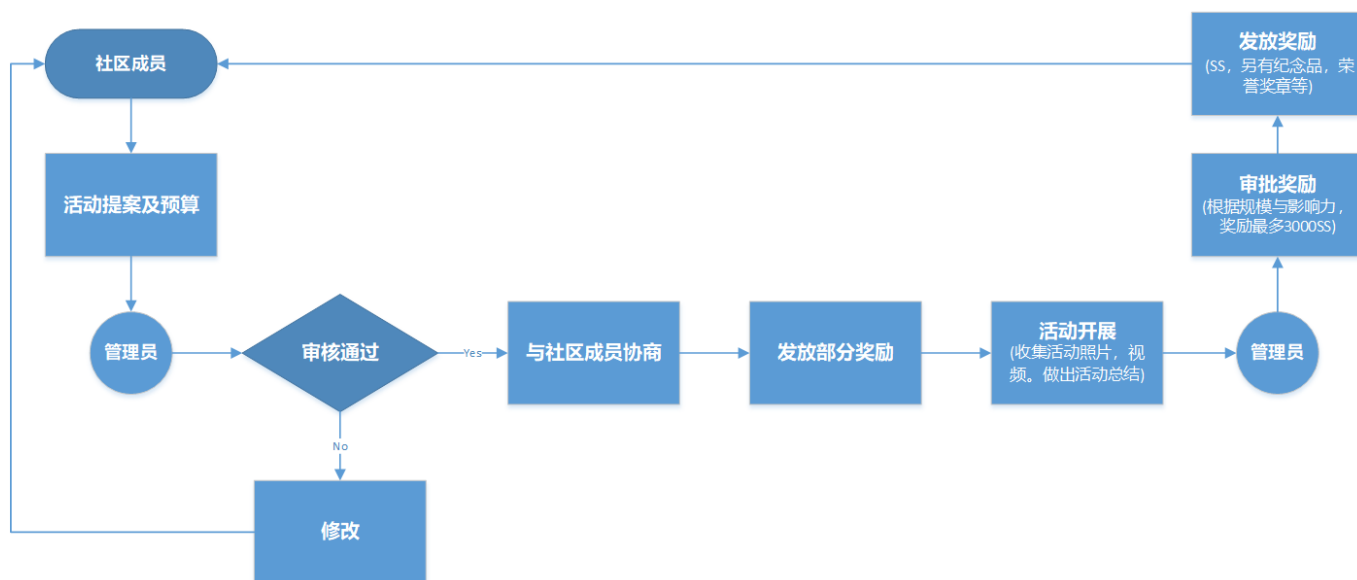 社区成员
活动提案及预算
管理员
审核通过
Yes
No
修改
与社区成员协商
发放部分奖励
活动开展
(收集活动照片，视
频。做出活动总结)
管理员
审批奖励
(根据规模与影响力，
奖励最多3000SS)
发放奖励
(SS，另有纪念品，荣
誉奖章等)